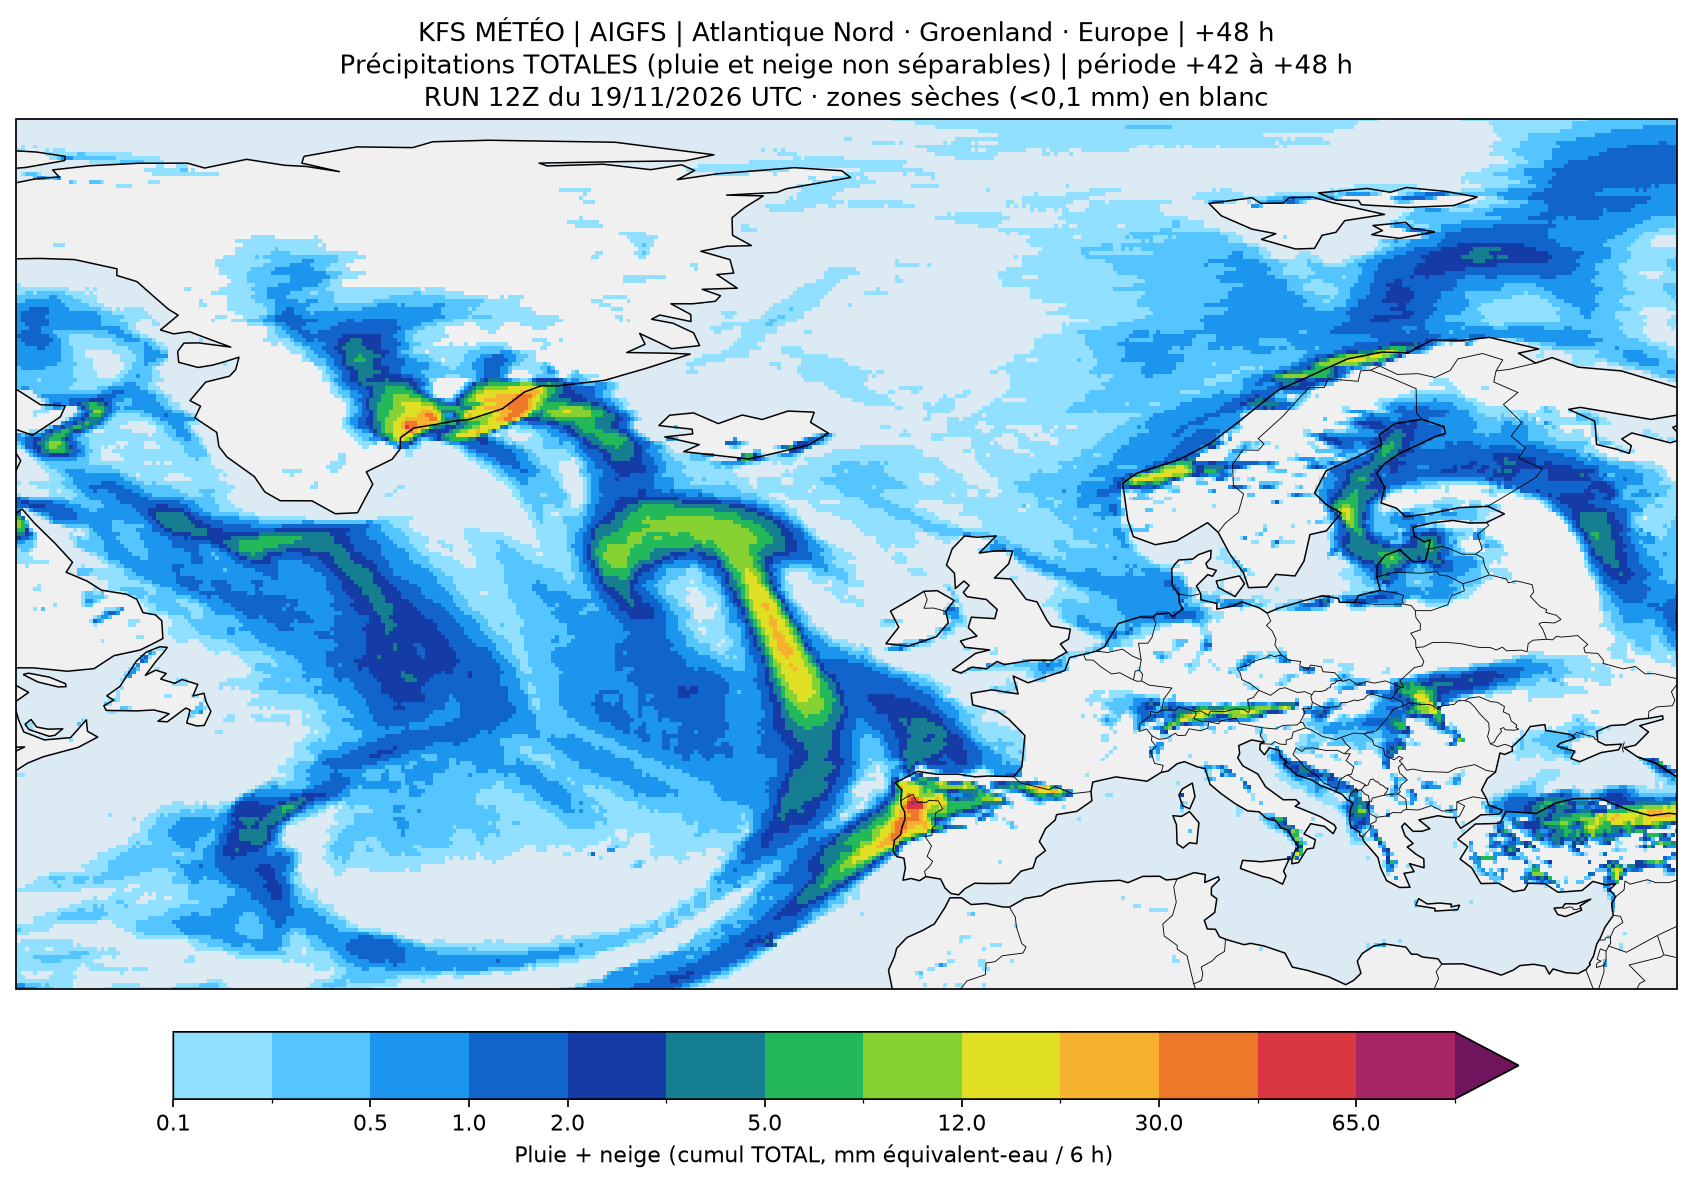 KFS MÉTÉO | AIGFS | Atlantique Nord · Groenland · Europe | +48 h
Précipitations TOTALES (pluie et neige non séparables) | période +42 à +48 h
RUN 12Z du 19/11/2026 UTC · zones sèches (<0,1 mm) en blanc
0.1 0.5 1.0 2.0 5.0 12.0 30.0 65.0
Pluie + neige (cumul TOTAL, mm équivalent-eau / 6 h)